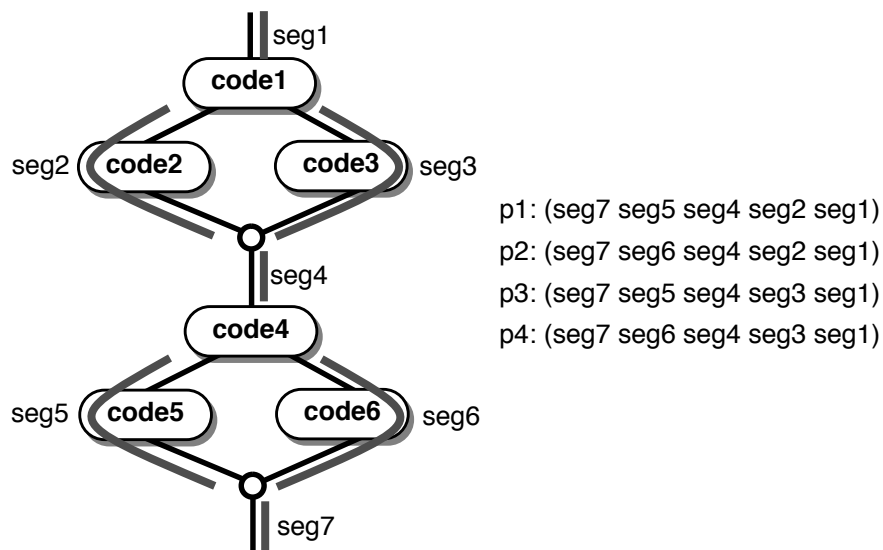 seg1
code1
seg2
code2
code3
seg3
seg4
code4
seg5
code5
code6
seg6
seg7
p1: (seg7 seg5 seg4 seg2 seg1)
p2: (seg7 seg6 seg4 seg2 seg1)
p3: (seg7 seg5 seg4 seg3 seg1)
p4: (seg7 seg6 seg4 seg3 seg1)